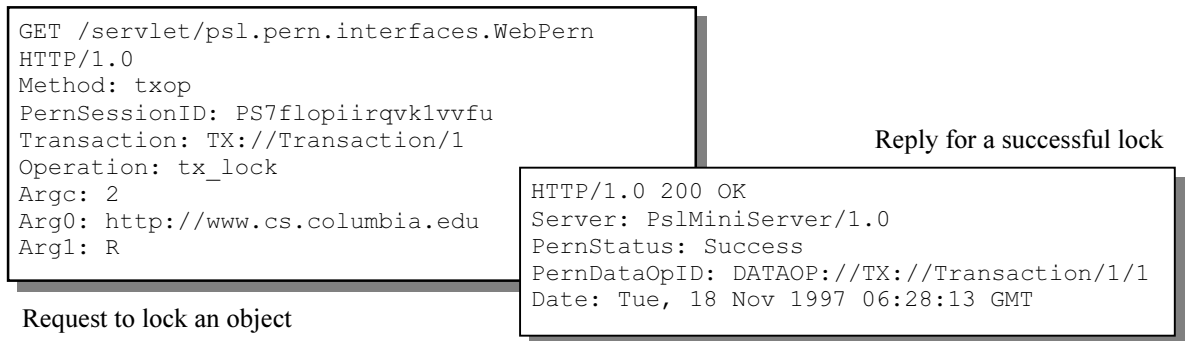 GET /servlet/psl.pern.interfaces.WebPern
HTTP/1.0
Method: txop
PernSessionID: PS7flopiirqvk1vvfu
Transaction: TX://Transaction/1
Operation: tx_lock
Argc: 2
Arg0: http://www.cs.columbia.edu
Arg1: R
Request to lock an object
Reply for a successful lock
HTTP/1.0 200 OK
Server: PslMiniServer/1.0
PernStatus: Success
PernDataOpID: DATAOP://TX://Transaction/1/1
Date: Tue, 18 Nov 1997 06:28:13 GMT